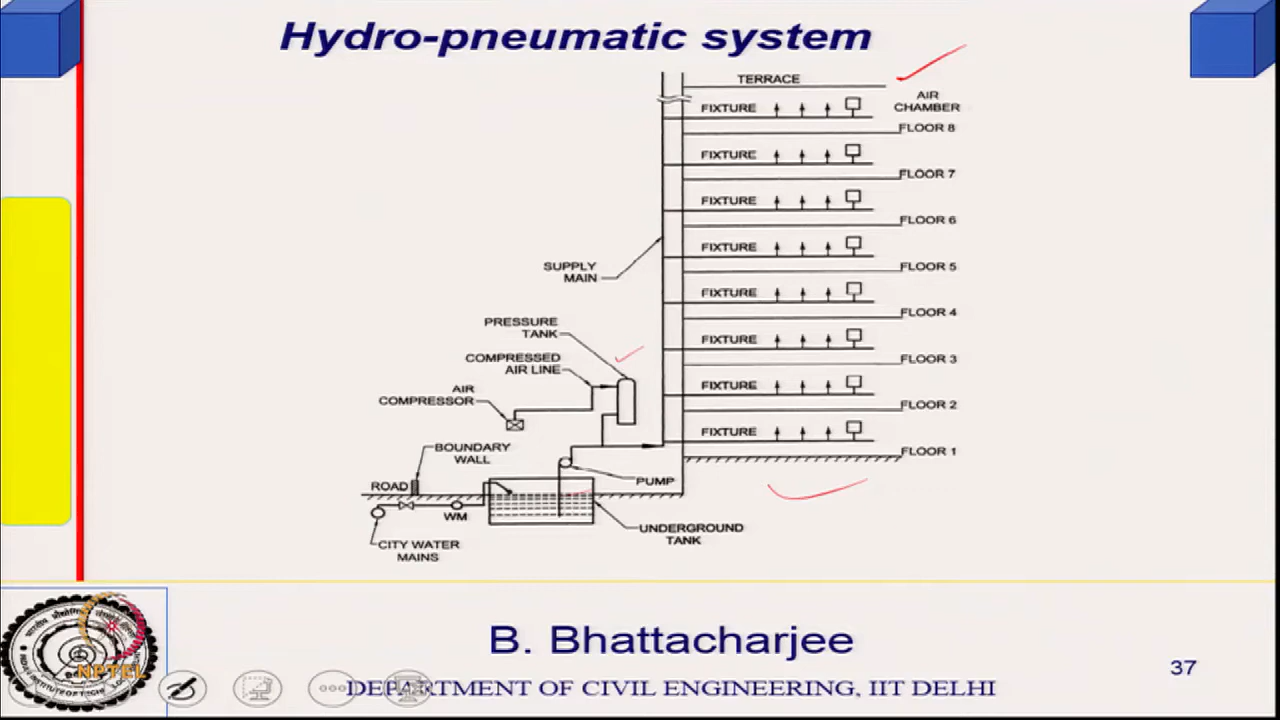 Hydro-pneumatic system
TERRACE
AIR
CHAMBER
FIXTURE
FLOOR 8
FIXTURE
FLOOR 7
FIXTURE
FLOOR 6
FIXTURE
FLOOR 5
FIXTURE
FLOOR 4
FIXTURE
FLOOR 3
FIXTURE
FLOOR 2
FIXTURE
FLOOR 1
SUPPLY
MAIN
PRESSURE
TANK
COMPRESSED
AIR LINE
AIR
COMPRESSOR
BOUNDARY
WALL
ROAD
PUMP
WM
UNDERGROUND
TANK
CITY WATER
MAINS
B. Bhattacharjee
37
DEPARTMENT OF CIVIL ENGINEERING, IIT DELHI
NPTEL